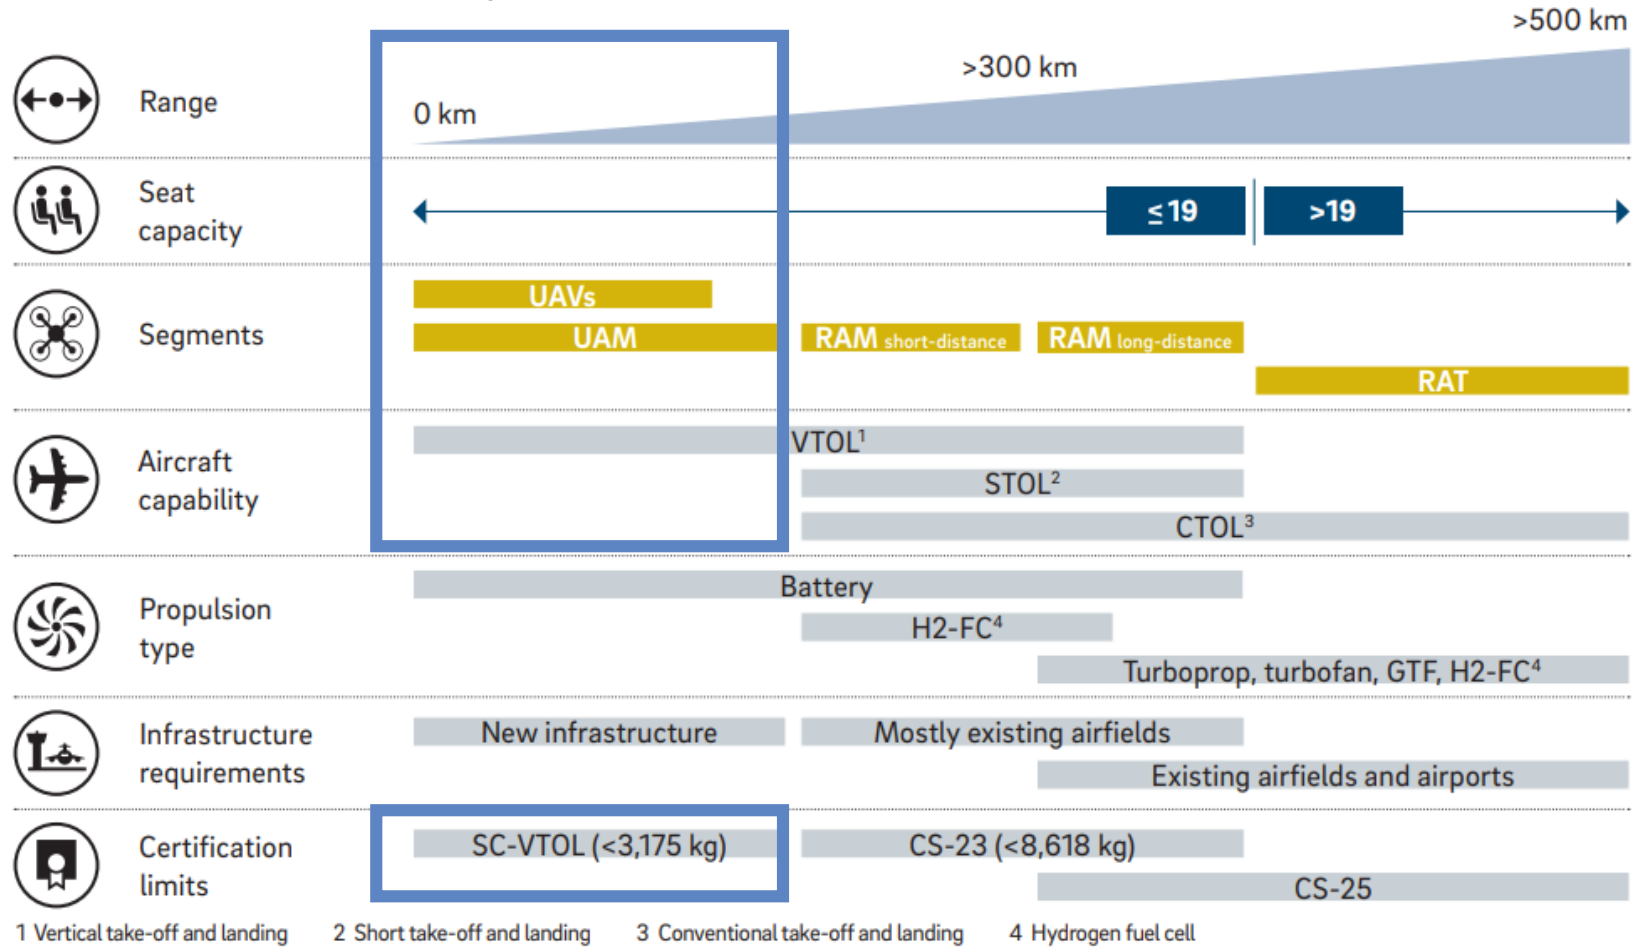 >500 km
>300 km
0 km
Range
Seat
capacity
≤19
>19
UAVs
Segments
UAM
RAM short-distance
RAM long-distance
RAT
VTOL¹
Aircraft
capability
STOL²
CTOL³
Battery
Propulsion
type
H2-FC⁴
Turboprop, turbofan, GTF, H2-FC⁴
Infrastructure
requirements
New infrastructure
Mostly existing airfields
Existing airfields and airports
Certification
limits
SC-VTOL (<3,175 kg)
CS-23 (<8,618 kg)
CS-25
1 Vertical take-off and landing 2 Short take-off and landing 3 Conventional take-off and landing 4 Hydrogen fuel cell